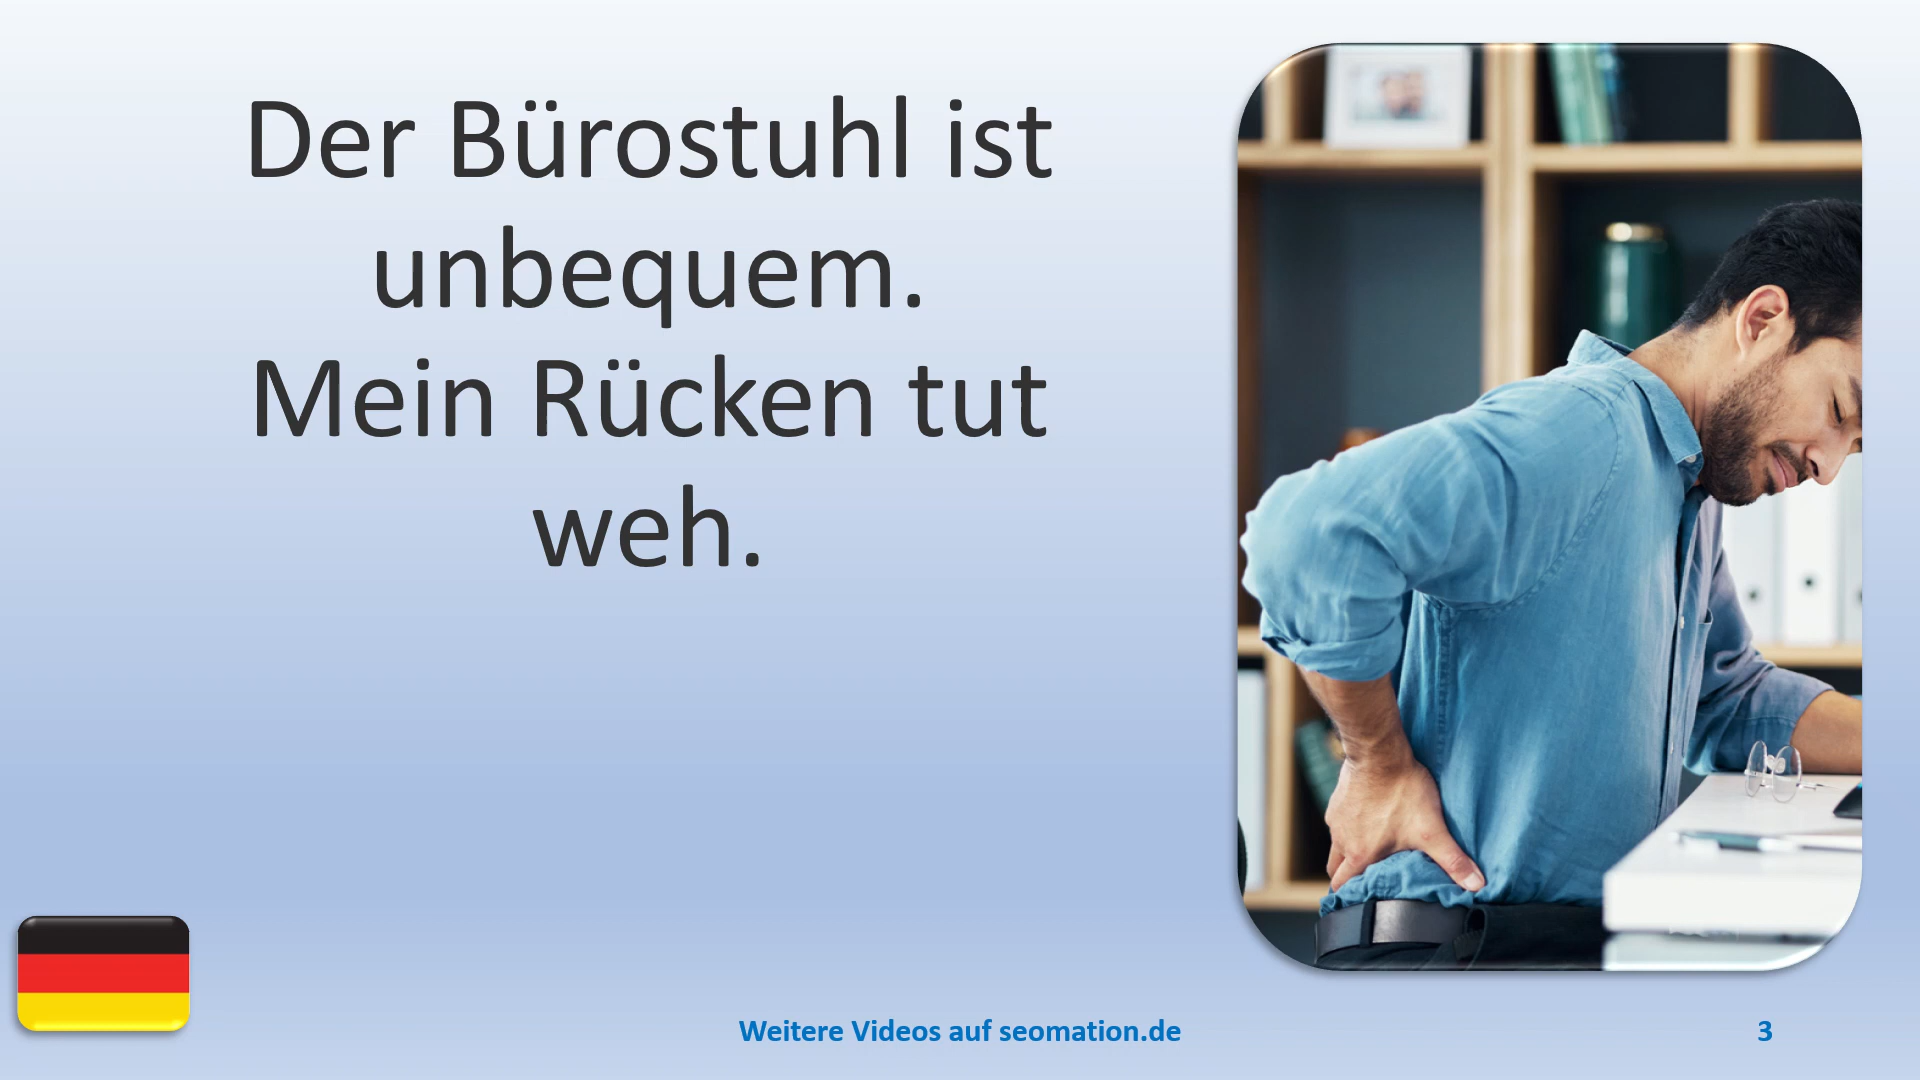 Der Bürostuhl ist
unbequem.
Mein Rücken tut
weh.
Weitere Videos auf seomation.de
3